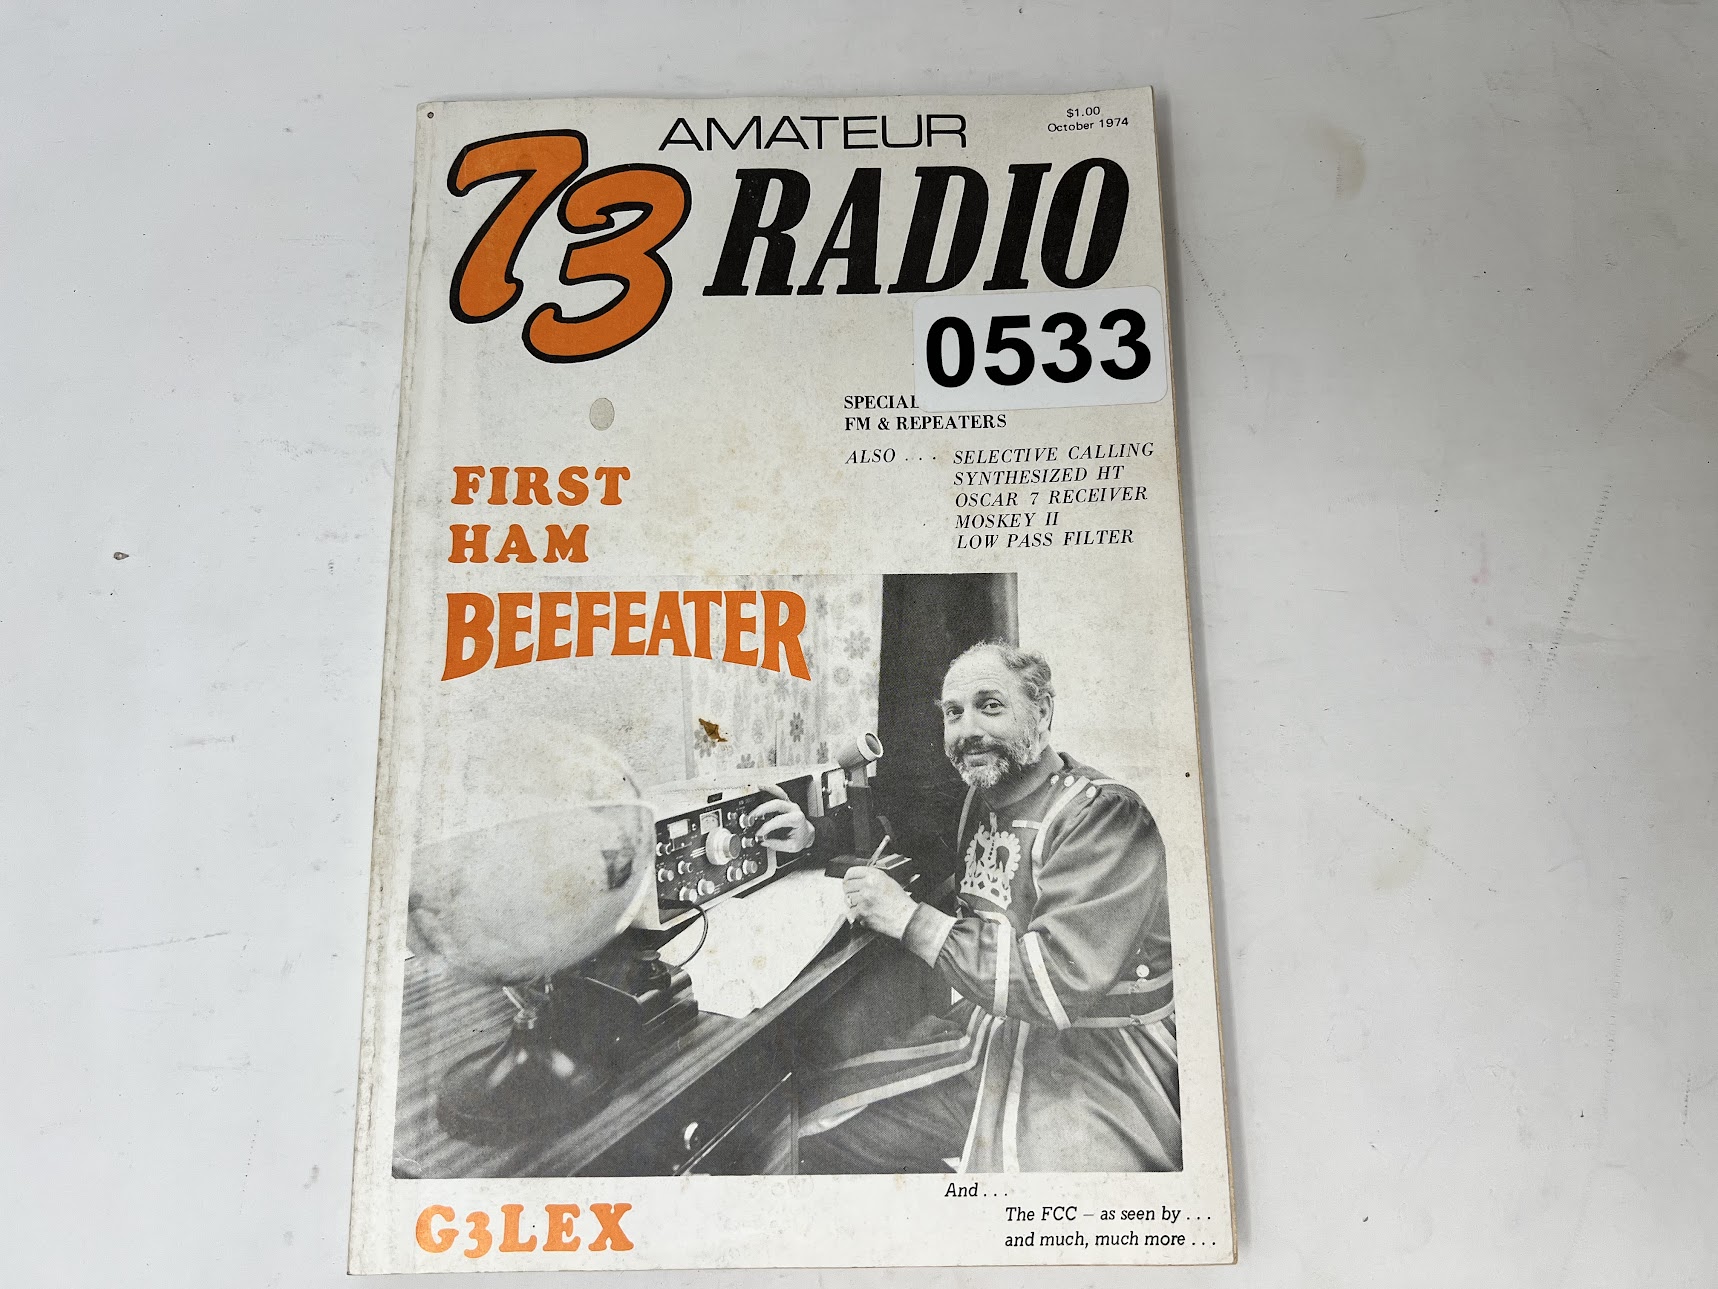 AMATEUR
$1.00
October 1974
73 RADIO
0533
SPECIAL
FM & REPEATERS
ALSO . . . SELECTIVE CALLING
SYNTHESIZED HT
OSCAR 7 RECEIVER
MOSKEY II
LOW PASS FILTER
FIRST
HAM
BEEFEATER
And . . .
The FCC – as seen by . . .
and much, much more . . .
G3LEX